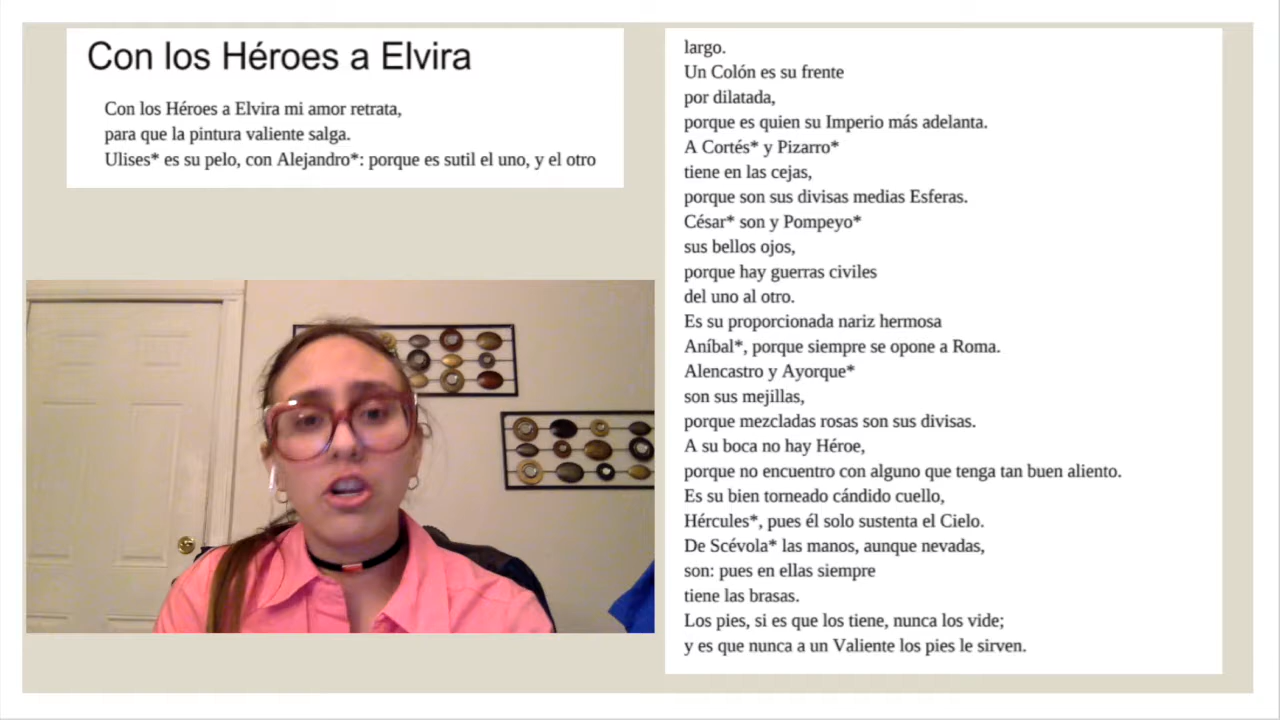 Con los Héroes a Elvira
Con los Héroes a Elvira mi amor retrata,
para que la pintura valiente salga.
Ulises* es su pelo, con Alejandro*: porque es sutil el uno, y el otro
largo.
Un Colón es su frente
por dilatada,
porque es quien su Imperio más adelanta.
A Cortés* y Pizarro*
tiene en las cejas,
porque son sus divisas medias Esferas.
César* son y Pompeyo*
sus bellos ojos,
porque hay guerras civiles
del uno al otro.
Es su proporcionada nariz hermosa
Aníbal*, porque siempre se opone a Roma.
Alencastro y Ayorque*
son sus mejillas,
porque mezcladas rosas son sus divisas.
A su boca no hay Héroe,
porque no encuentro con alguno que tenga tan buen aliento.
Es su bien torneado cándido cuello,
Hércules*, pues él solo sustenta el Cielo.
De Scévola* las manos, aunque nevadas,
son: pues en ellas siempre
tiene las brasas.
Los pies, si es que los tiene, nunca los vide;
y es que nunca a un Valiente los pies le sirven.